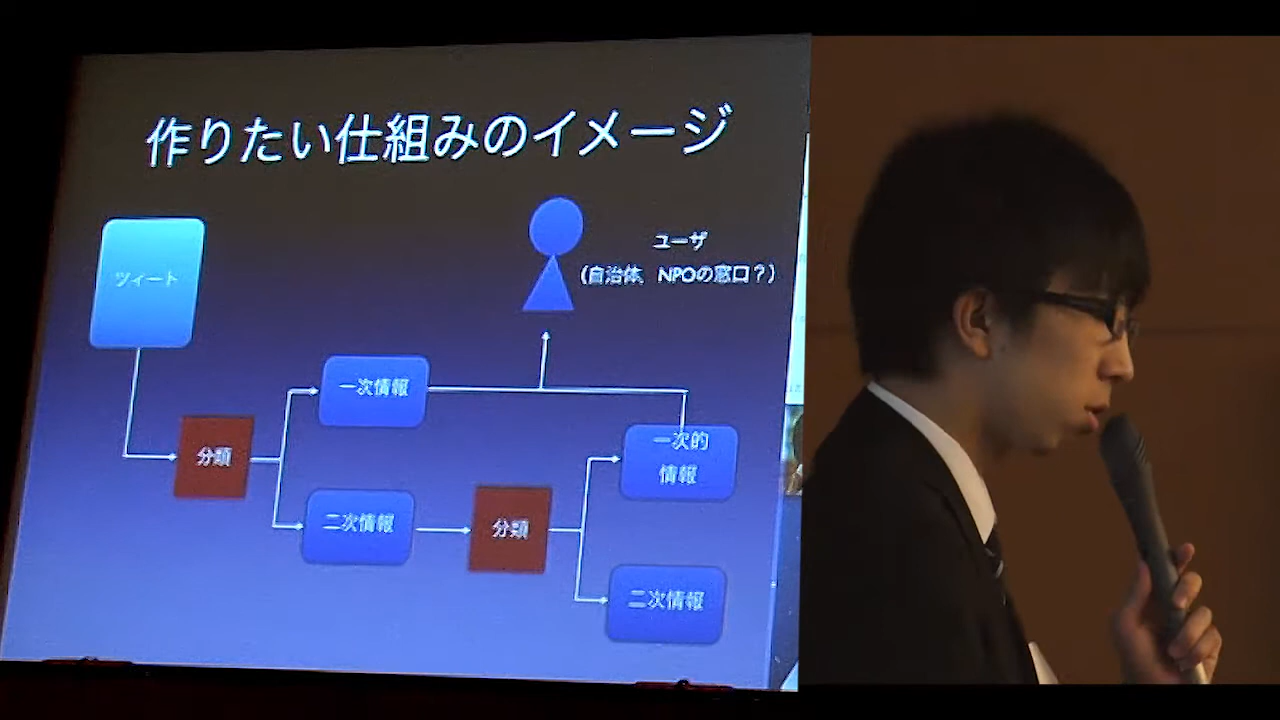 作りたい仕組みのイメージ
ツィート
ユーザ
（自治体、NPOの窓口？）
一次情報
分類
一次的
情報
二次情報
分類
二次情報